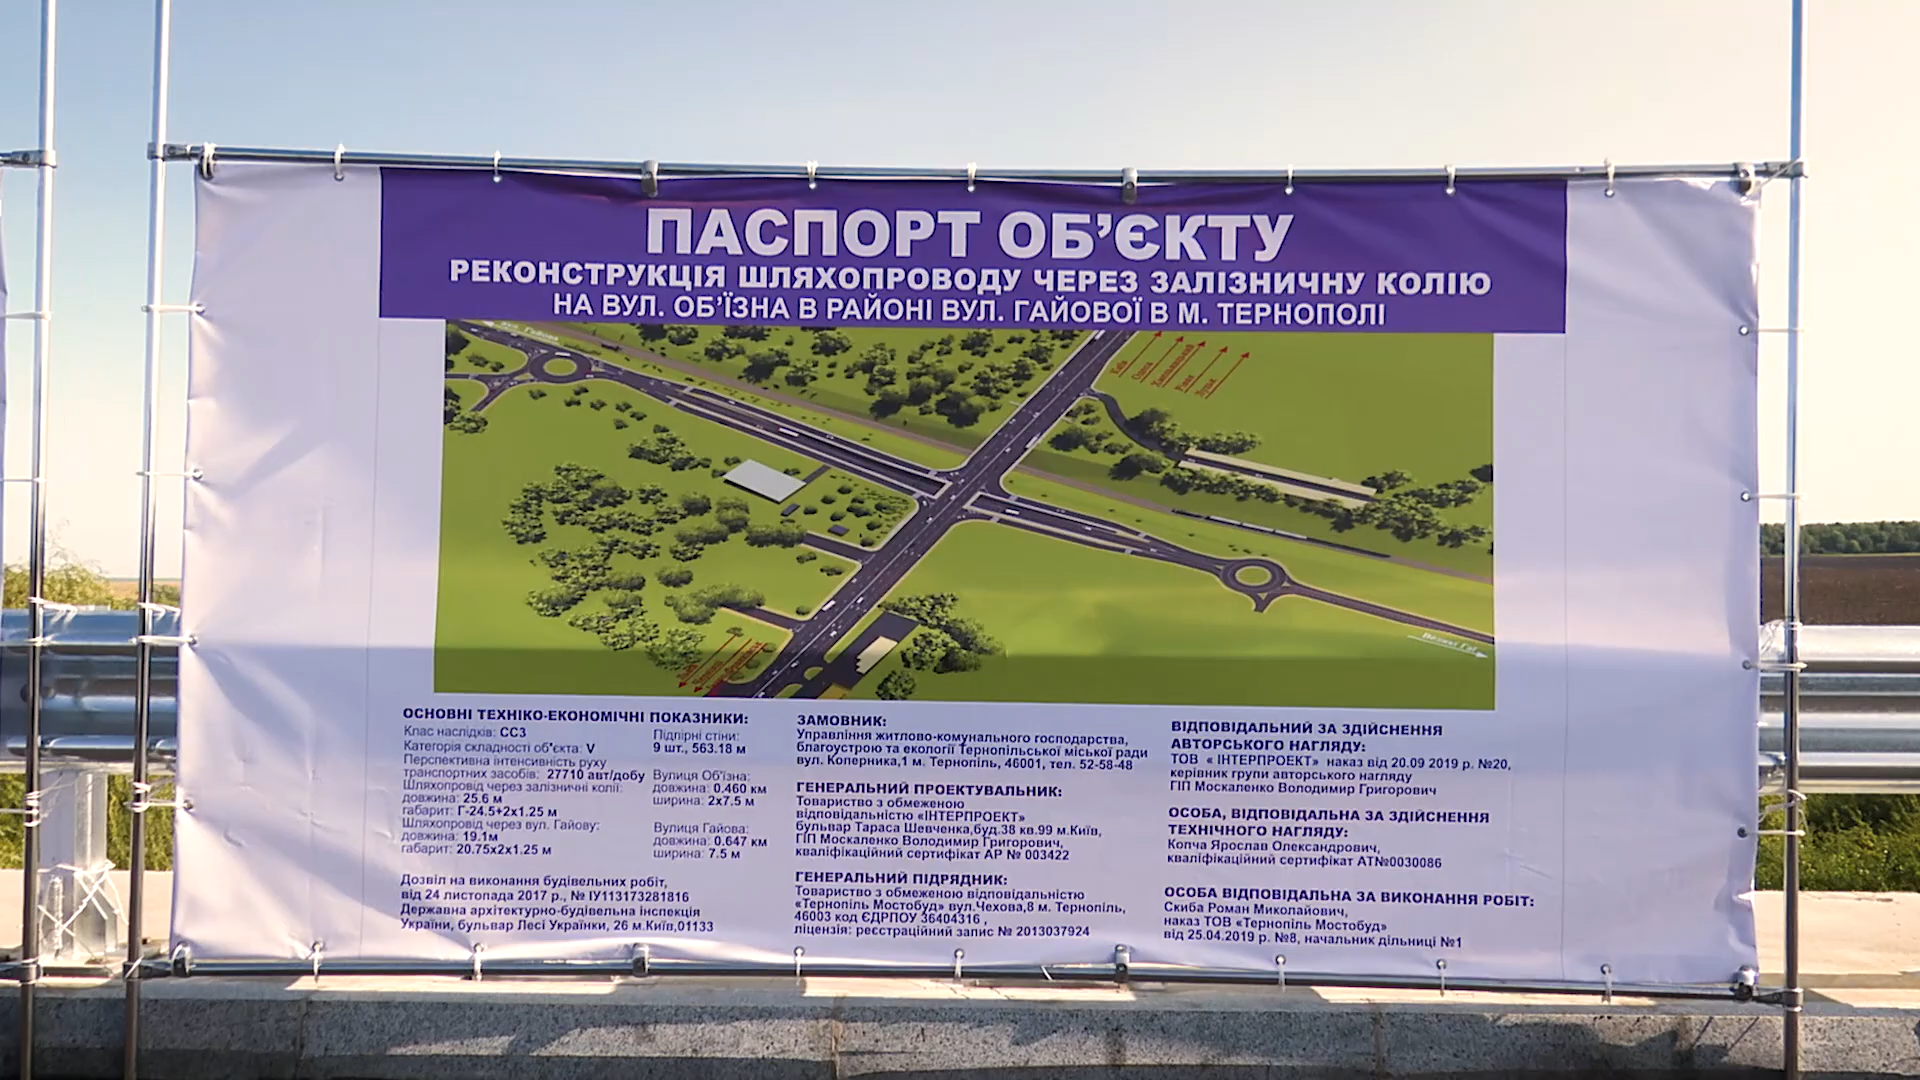 ПАСПОРТ ОБ’ЄКТУ
РЕКОНСТРУКЦІЯ ШЛЯХОПРОВОДУ ЧЕРЕЗ ЗАЛІЗНИЧНУ КОЛІЮ
НА ВУЛ. ОБ’ЇЗНА В РАЙОНІ ВУЛ. ГАЙОВОЇ В М. ТЕРНОПОЛІ
вул. Гайова
Київ
Одеса
Хмельницький
Рівне
Львів
Чернівці
Великі Гаї
ОСНОВНІ ТЕХНІКО-ЕКОНОМІЧНІ ПОКАЗНИКИ:
Клас наслідків: СС3
Категорія складності об'єкта: V
Перспективна інтенсивність руху
транспортних засобів: 27710 авт/добу
Шляхопровід через залізничні колії:
довжина: 25.6 м
габарит: Г-24.5+2х1.25 м
Шляхопровід через вул. Гайову:
довжина: 19.1м
габарит: 20.75х2х1.25 м
Підпірні стіни:
9 шт., 563.18 м
Вулиця Об'їзна:
довжина: 0.460 км
ширина: 2х7.5 м
Вулиця Гайова:
довжина: 0.647 км
ширина: 7.5 м
Дозвіл на виконання будівельних робіт,
від 24 листопада 2017 р., № ІУ113173281816
Державна архітектурно-будівельна інспекція
України, бульвар Лесі Українки, 26 м.Київ,01133
ЗАМОВНИК:
Управління житлово-комунального господарства,
благоустрою та екології Тернопільської міської ради
вул. Коперника,1 м. Тернопіль, 46001, тел. 52-58-48
ГЕНЕРАЛЬНИЙ ПРОЕКТУВАЛЬНИК:
Товариство з обмеженою
відповідальністю «ІНТЕРПРОЕКТ»
бульвар Тараса Шевченка,буд.38 кв.99 м.Київ,
ГІП Москаленко Володимир Григорович,
кваліфікаційний сертифікат АР № 003422
ГЕНЕРАЛЬНИЙ ПІДРЯДНИК:
Товариство з обмеженою відповідальністю
«Тернопіль Мостобуд» вул.Чехова,8 м. Тернопіль,
46003 код ЄДРПОУ 36404316 ,
ліцензія: реєстраційний запис № 2013037924
ВІДПОВІДАЛЬНИЙ ЗА ЗДІЙСНЕННЯ
АВТОРСЬКОГО НАГЛЯДУ:
ТОВ « ІНТЕРПРОЕКТ» наказ від 20.09 2019 р. №20,
керівник групи авторського нагляду
ГІП Москаленко Володимир Григорович
ОСОБА, ВІДПОВІДАЛЬНА ЗА ЗДІЙСНЕННЯ
ТЕХНІЧНОГО НАГЛЯДУ:
Копча Ярослав Олександрович,
кваліфікаційний сертифікат АТ№0030086
ОСОБА ВІДПОВІДАЛЬНА ЗА ВИКОНАННЯ РОБІТ:
Скиба Роман Миколайович,
наказ ТОВ «Тернопіль Мостобуд»
від 25.04.2019 р. №8, начальник дільниці №1